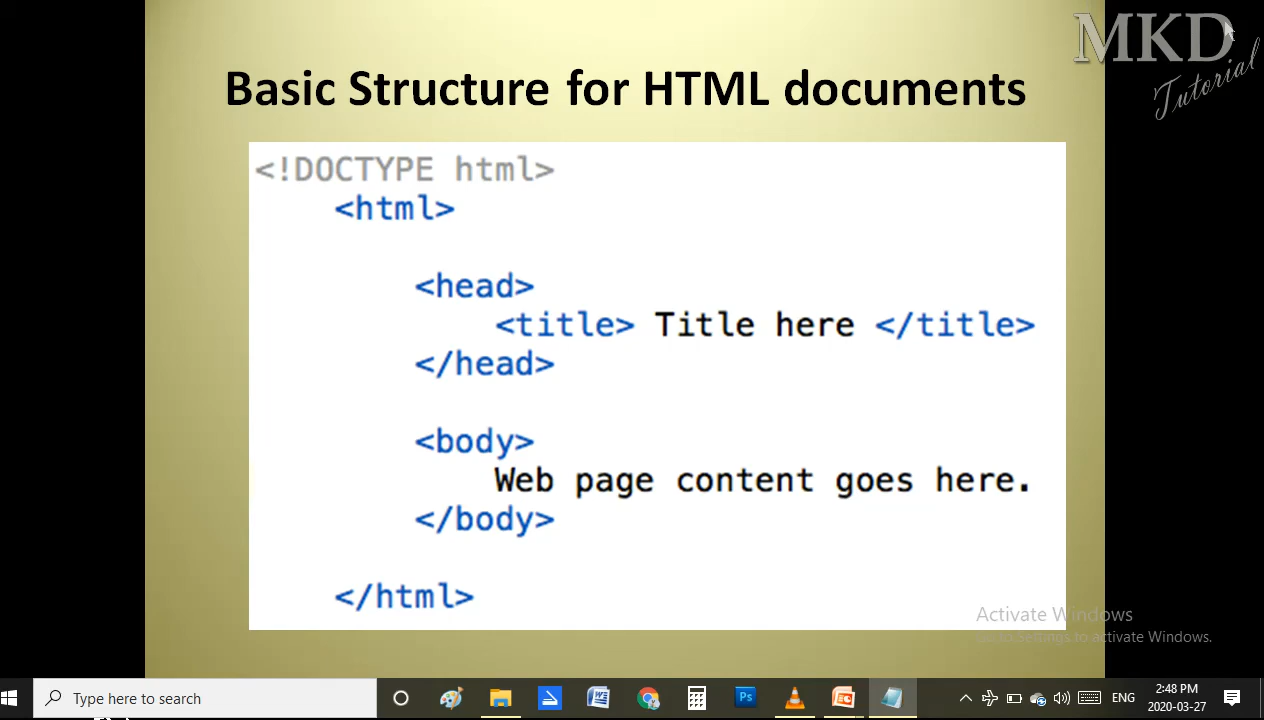 MKD
Tutorial
Basic Structure for HTML documents
<!DOCTYPE html>
<html>
<head>
<title> Title here </title>
</head>
<body>
Web page content goes here.
</body>
</html>
Activate Windows
to Settings to activate Windows.
Type here to search
Ps
ENG
2:48 PM
2020-03-27